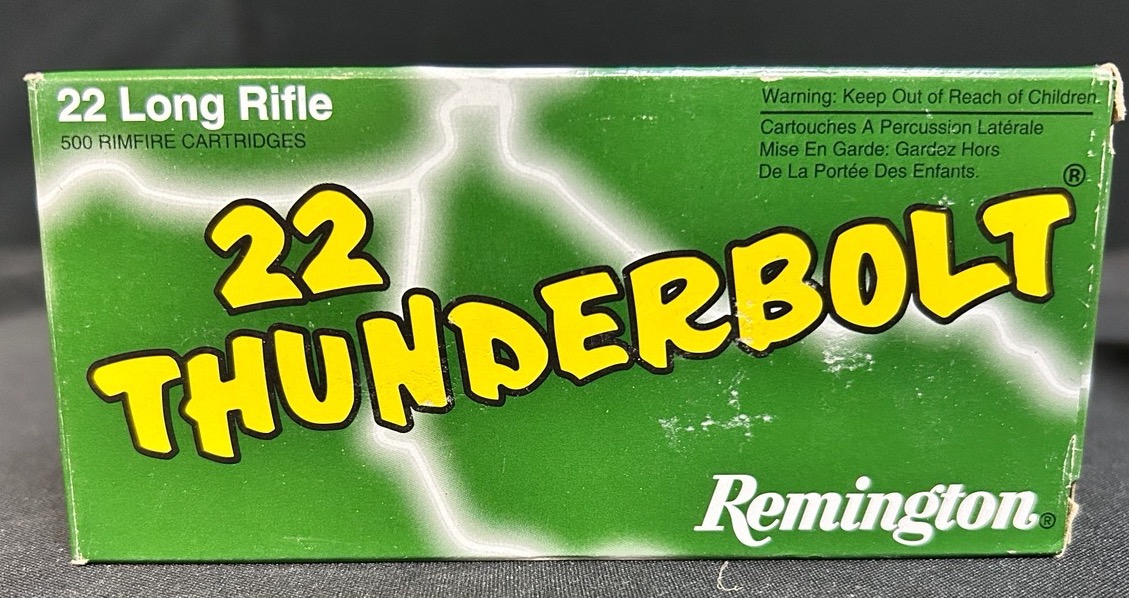 22 Long Rifle
500 RIMFIRE CARTRIDGES
Warning: Keep Out of Reach of Children.
Cartouches A Percussion Latérale
Mise En Garde: Gardez Hors
De La Portée Des Enfants.
22
THUNDERBOLT®
Remington®